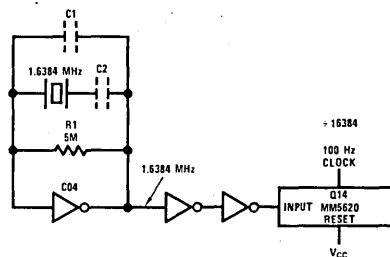 C1
1.6384 MHz
C2
R1
5M
C04
1.6384 MHz
÷16384
100 Hz
CLOCK
INPUT
Q14
MM5620
RESET
VCC